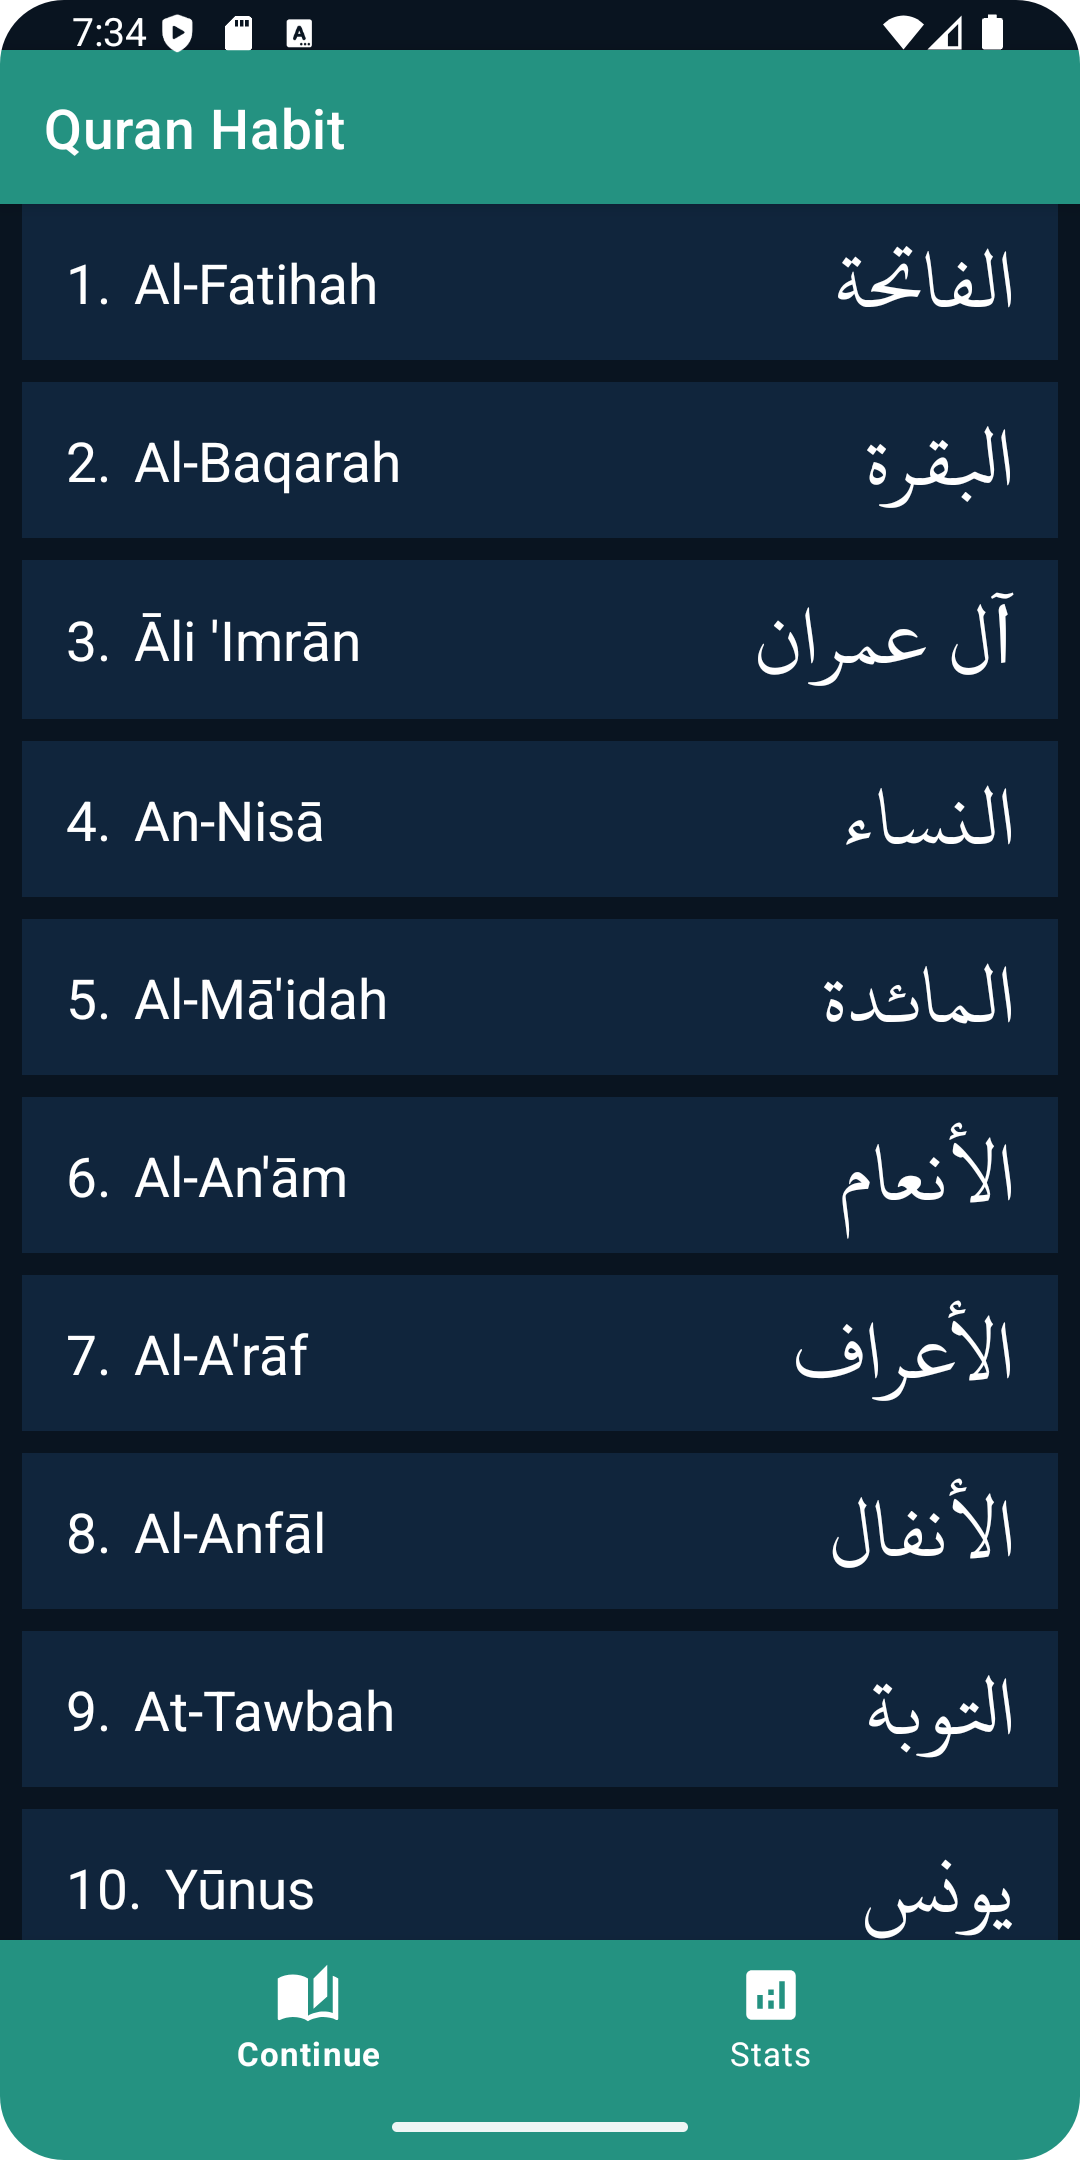 7:34
Quran Habit
1. Al-Fatihah الفاتحة
2. Al-Baqarah البقرة
3. Āli 'Imrān آل عمران
4. An-Nisā النساء
5. Al-Mā'idah المائدة
6. Al-An'ām الأنعام
7. Al-A'rāf الأعراف
8. Al-Anfāl الأنفال
9. At-Tawbah التوبة
10. Yūnus يونس
Continue
Stats